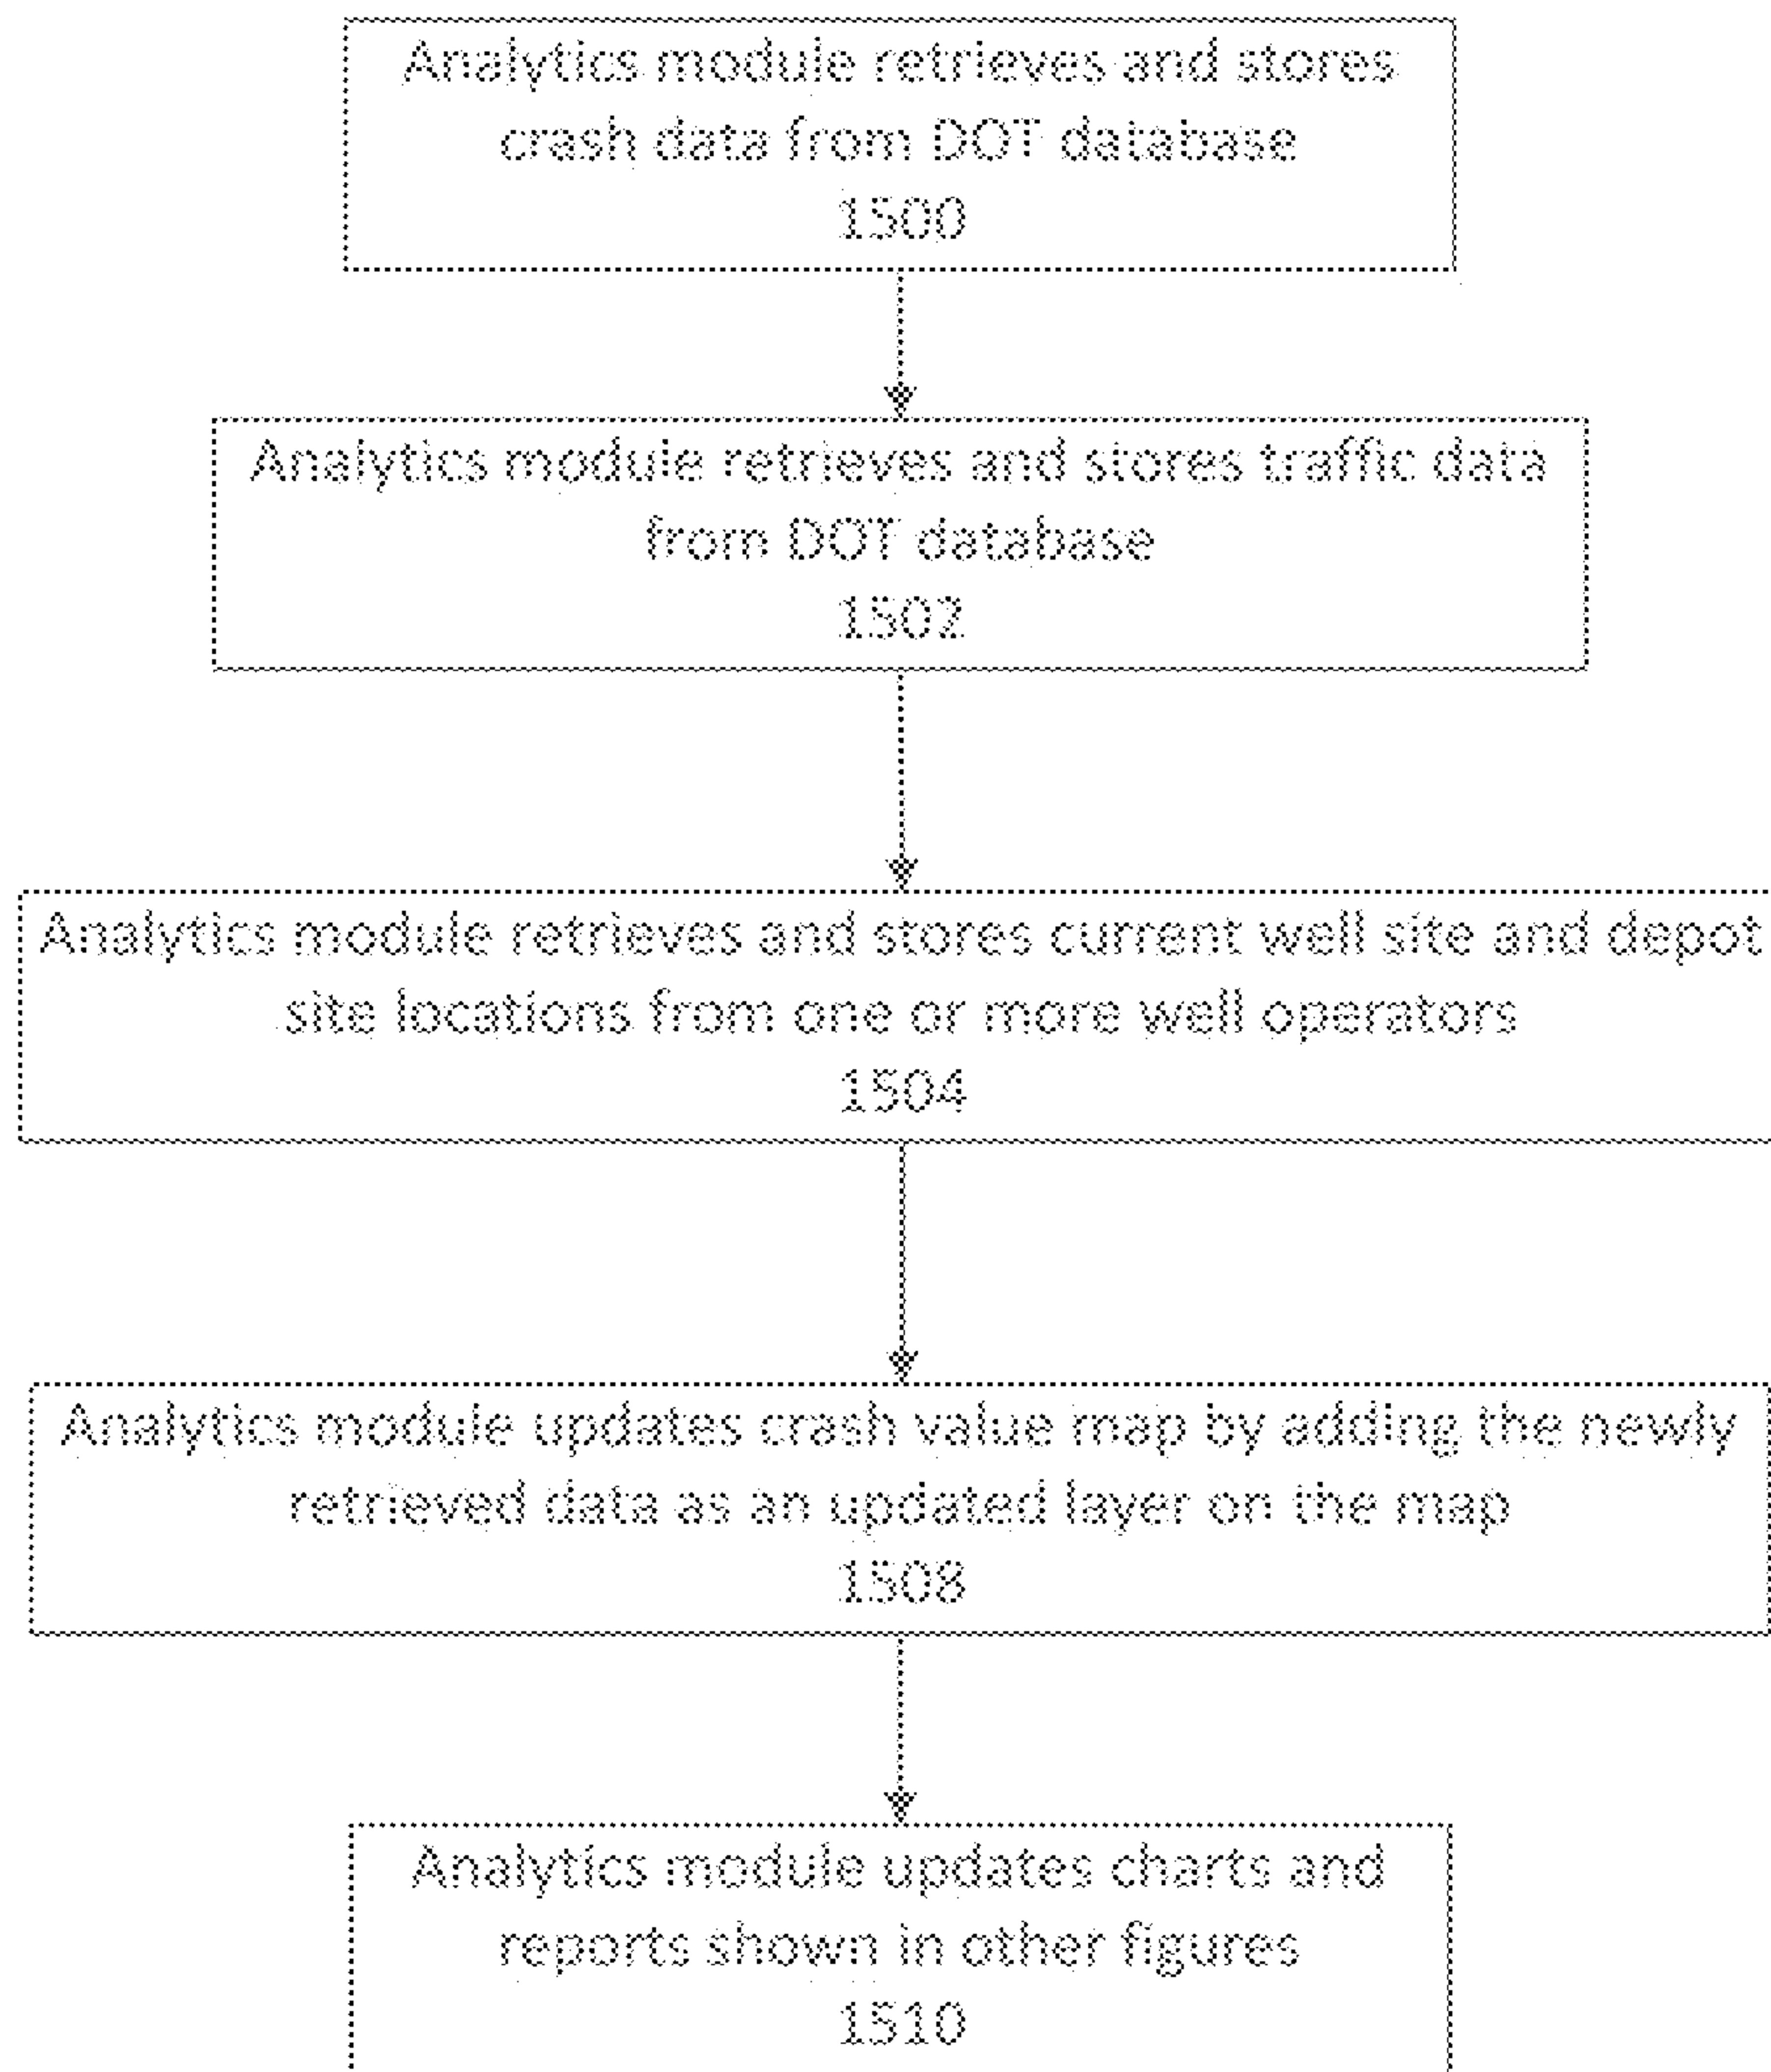 Analytics module retrieves and stores
crash data from DOT database
1500
Analytics module retrieves and stores traffic data
from DOT database
1502
Analytics module retrieves and stores current well site and depot
site locations from one or more well operators
1504
Analytics module updates crash value map by adding the newly
retrieved data as an updated layer on the map
1508
Analytics module updates charts and
reports shown in other figures
1510